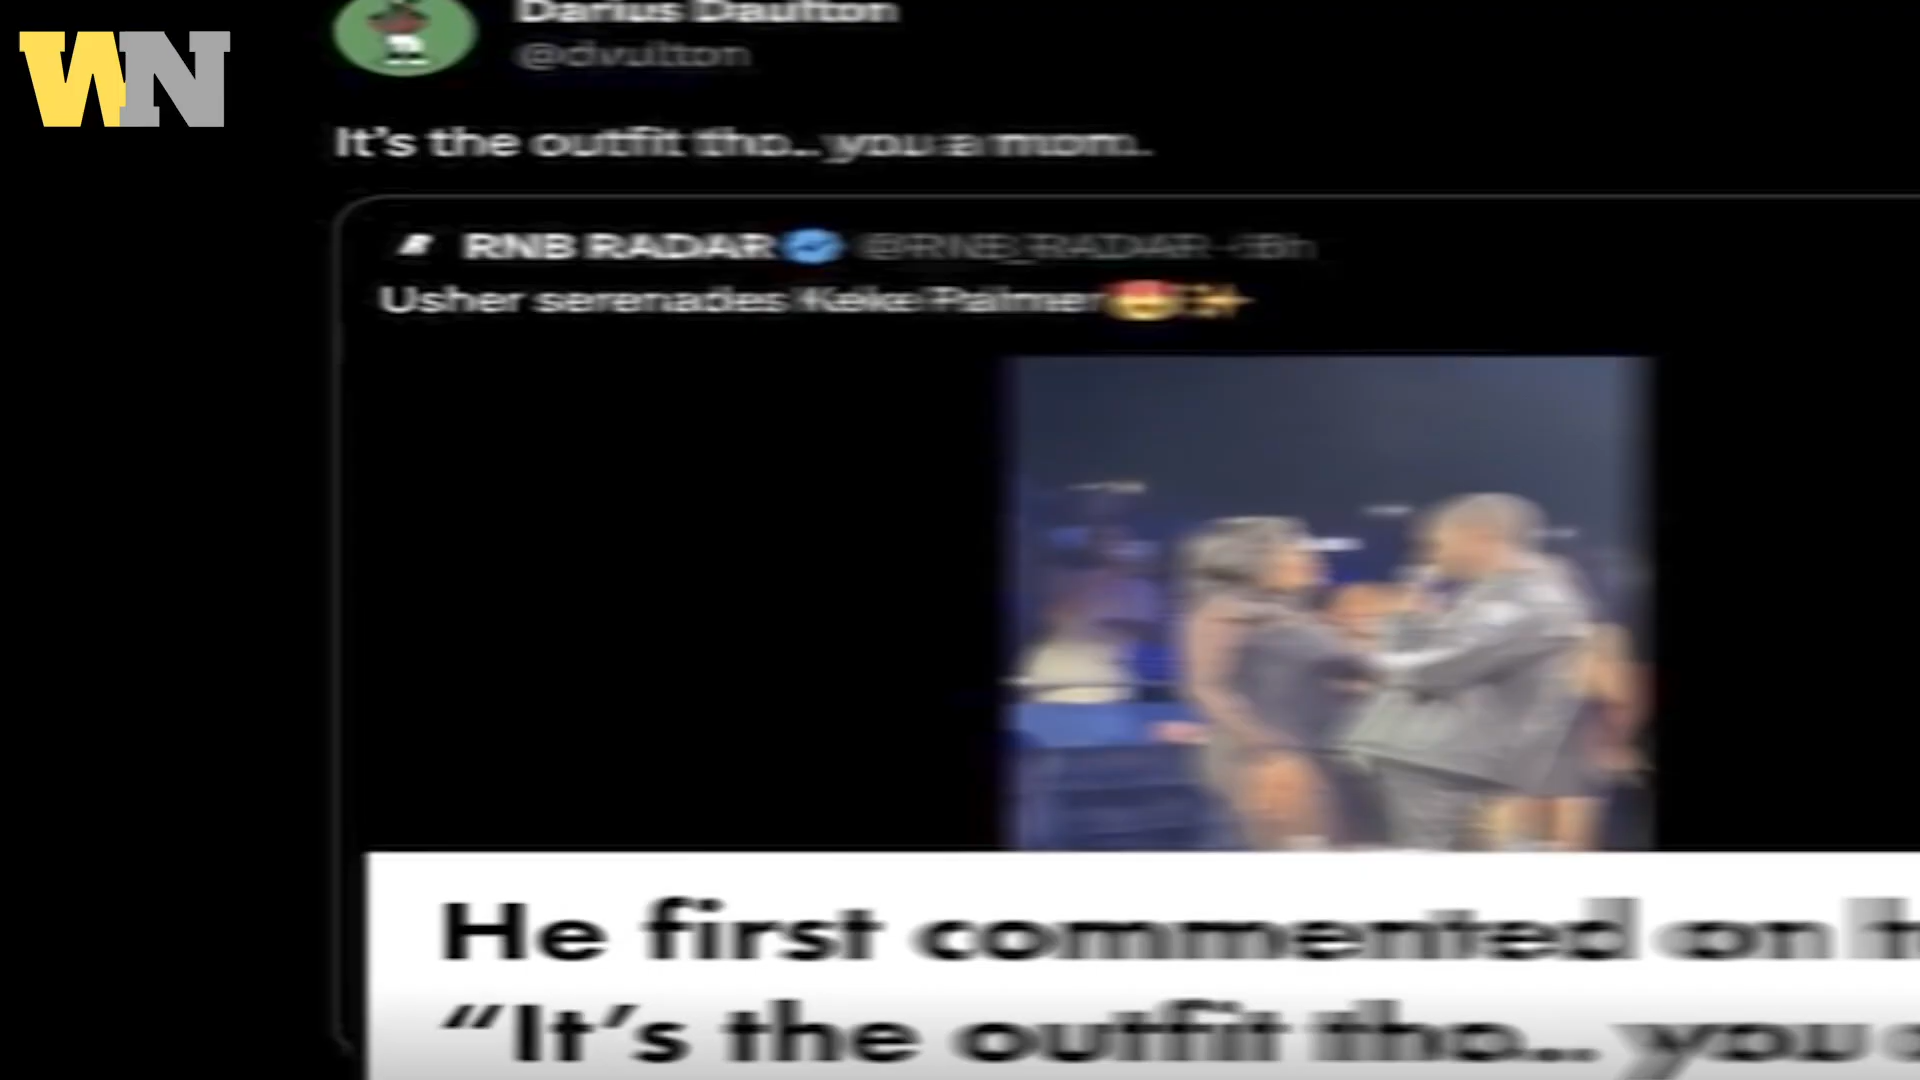 WN
Darius Daulton
@dvulton
It's the outfit tho... you a mom..
RNB RADAR @RNB_RADAR
Usher serenades Keke Palmer
He first commented on
“It's the outfit tho... you